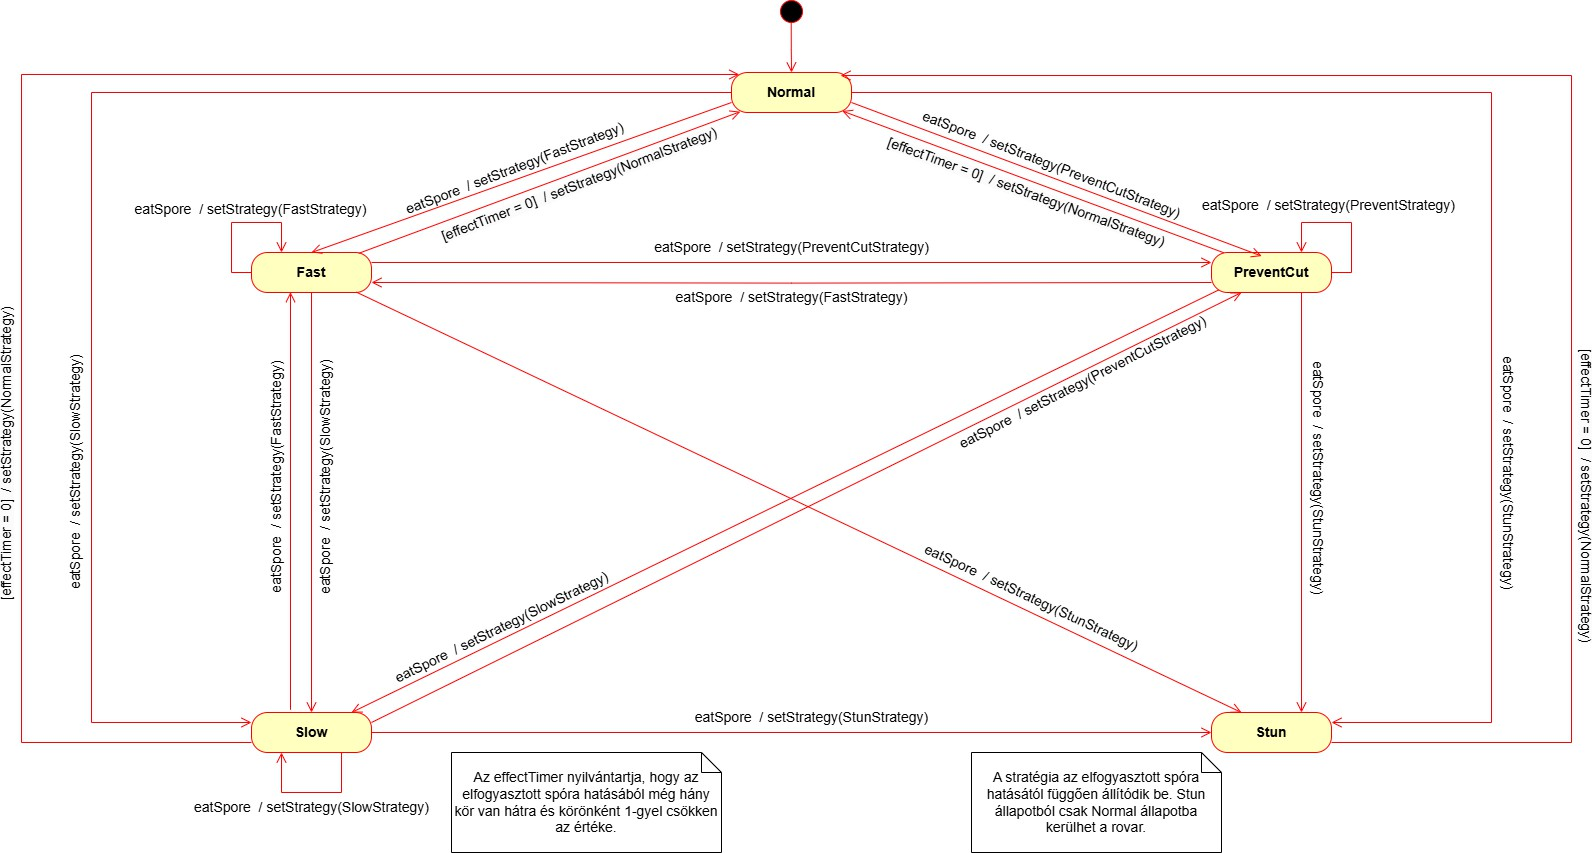 Normal
eatSpore / setStrategy(FastStrategy)
[effectTimer = 0] / setStrategy(NormalStrategy)
eatSpore / setStrategy(PreventCutStrategy)
[effectTimer = 0] / setStrategy(NormalStrategy)
eatSpore / setStrategy(FastStrategy)
eatSpore / setStrategy(PreventStrategy)
Fast
eatSpore / setStrategy(PreventCutStrategy)
eatSpore / setStrategy(FastStrategy)
PreventCut
[effectTimer = 0] / setStrategy(NormalStrategy)
eatSpore / setStrategy(SlowStrategy)
eatSpore / setStrategy(FastStrategy)
eatSpore / setStrategy(SlowStrategy)
eatSpore / setStrategy(PreventCutStrategy)
eatSpore / setStrategy(SlowStrategy)
eatSpore / setStrategy(StunStrategy)
eatSpore / setStrategy(StunStrategy)
eatSpore / setStrategy(StunStrategy)
[effectTimer = 0] / setStrategy(NormalStrategy)
Slow
eatSpore / setStrategy(StunStrategy)
Stun
eatSpore / setStrategy(SlowStrategy)
Az effectTimer nyilvántartja, hogy az
elfogyasztott spóra hatásából még hány
kör van hátra és körönként 1-gyel csökken
az értéke.
A stratégia az elfogyasztott spóra
hatásától függően állítódik be. Stun
állapotból csak Normal állapotba
kerülhet a rovar.